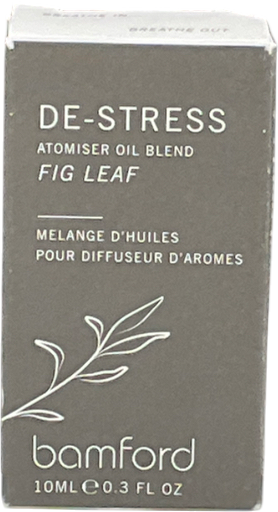 BREATHE IN
BREATHE OUT
DE-STRESS
ATOMISER OIL BLEND
FIG LEAF
MELANGE D'HUILES
POUR DIFFUSEUR D'AROMES
bamford
10ML ℮ 0.3 FL OZ